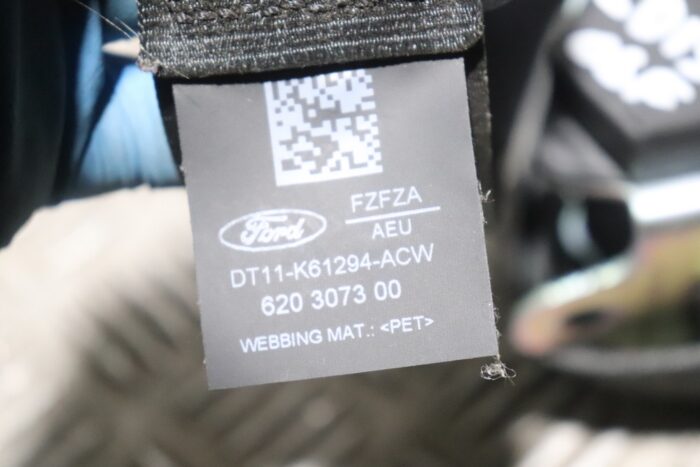 Ford
FZFZA
AEU
DT11-K61294-ACW
620 3073 00
WEBBING MAT.: <PET>